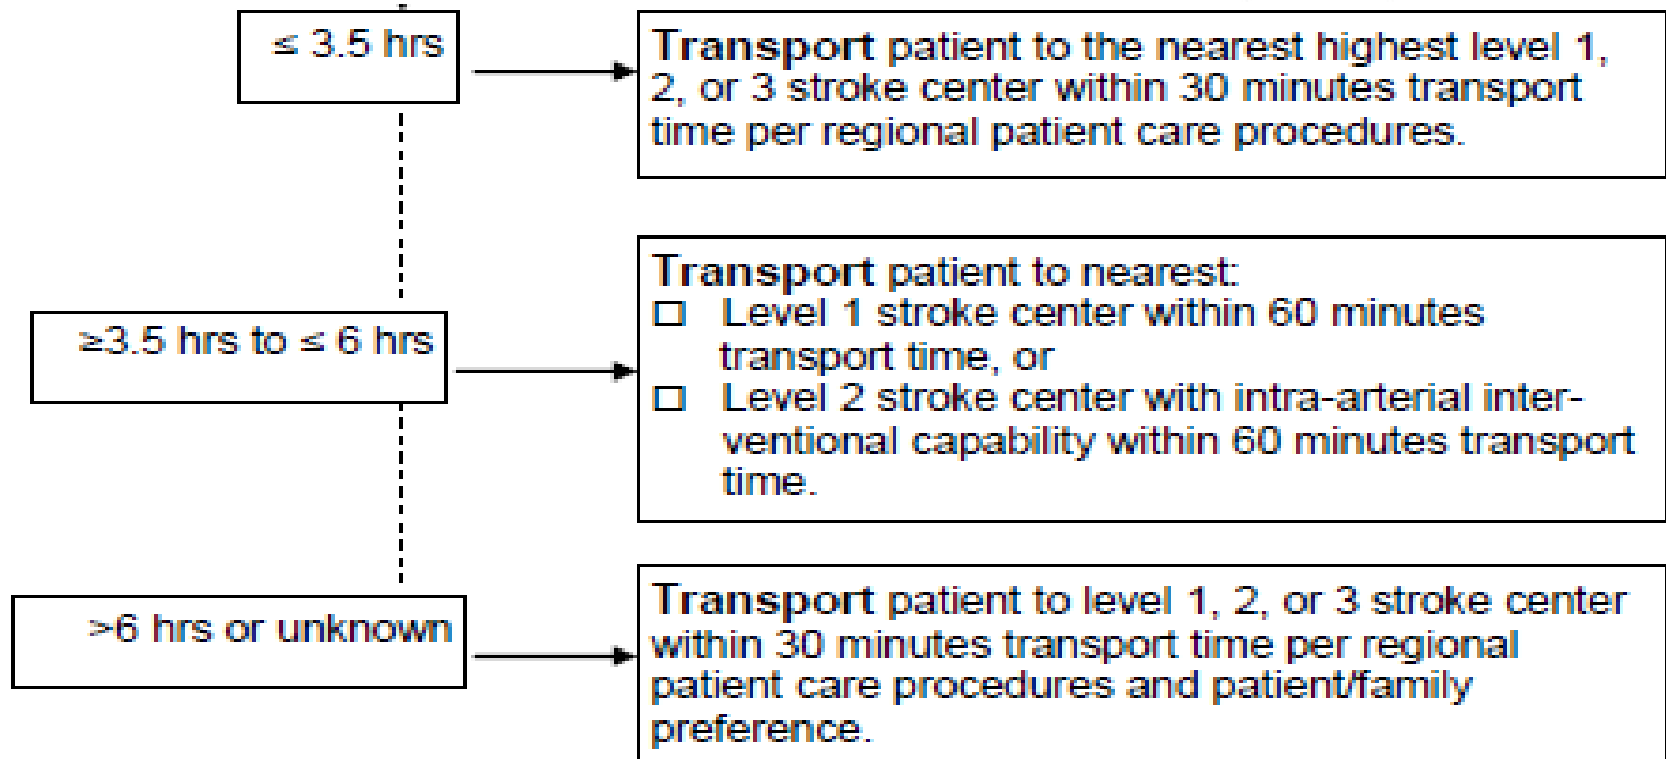 ≤ 3.5 hrs
Transport patient to the nearest highest level 1,
2, or 3 stroke center within 30 minutes transport
time per regional patient care procedures.
≥3.5 hrs to ≤ 6 hrs
Transport patient to nearest:
☐ Level 1 stroke center within 60 minutes
transport time, or
☐ Level 2 stroke center with intra-arterial inter-
ventional capability within 60 minutes transport
time.
>6 hrs or unknown
Transport patient to level 1, 2, or 3 stroke center
within 30 minutes transport time per regional
patient care procedures and patient/family
preference.